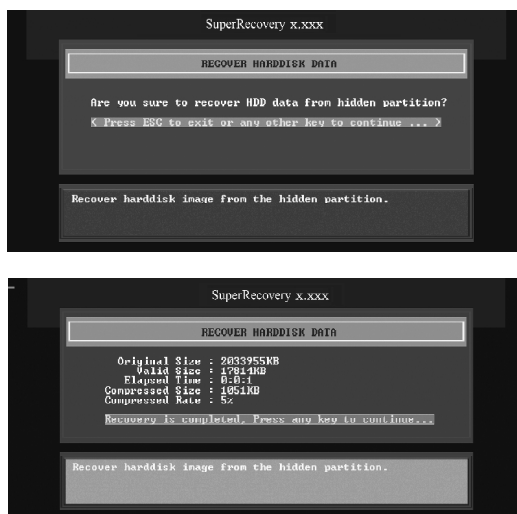 SuperRecovery x.xxx
RECOVER HARDDISK DATA
Are you sure to recover HDD data from hidden partition?
< Press ESC to exit or any other key to continue ... >
Recover harddisk image from the hidden partition.
SuperRecovery x.xxx
RECOVER HARDDISK DATA
Original Size : 2033955KB
Valid Size : 17814KB
Elapsed Time : 0:0:1
Compressed Size : 1051KB
Compressed Rate : 5%
Recovery is completed, Press any key to continue...
Recover harddisk image from the hidden partition.